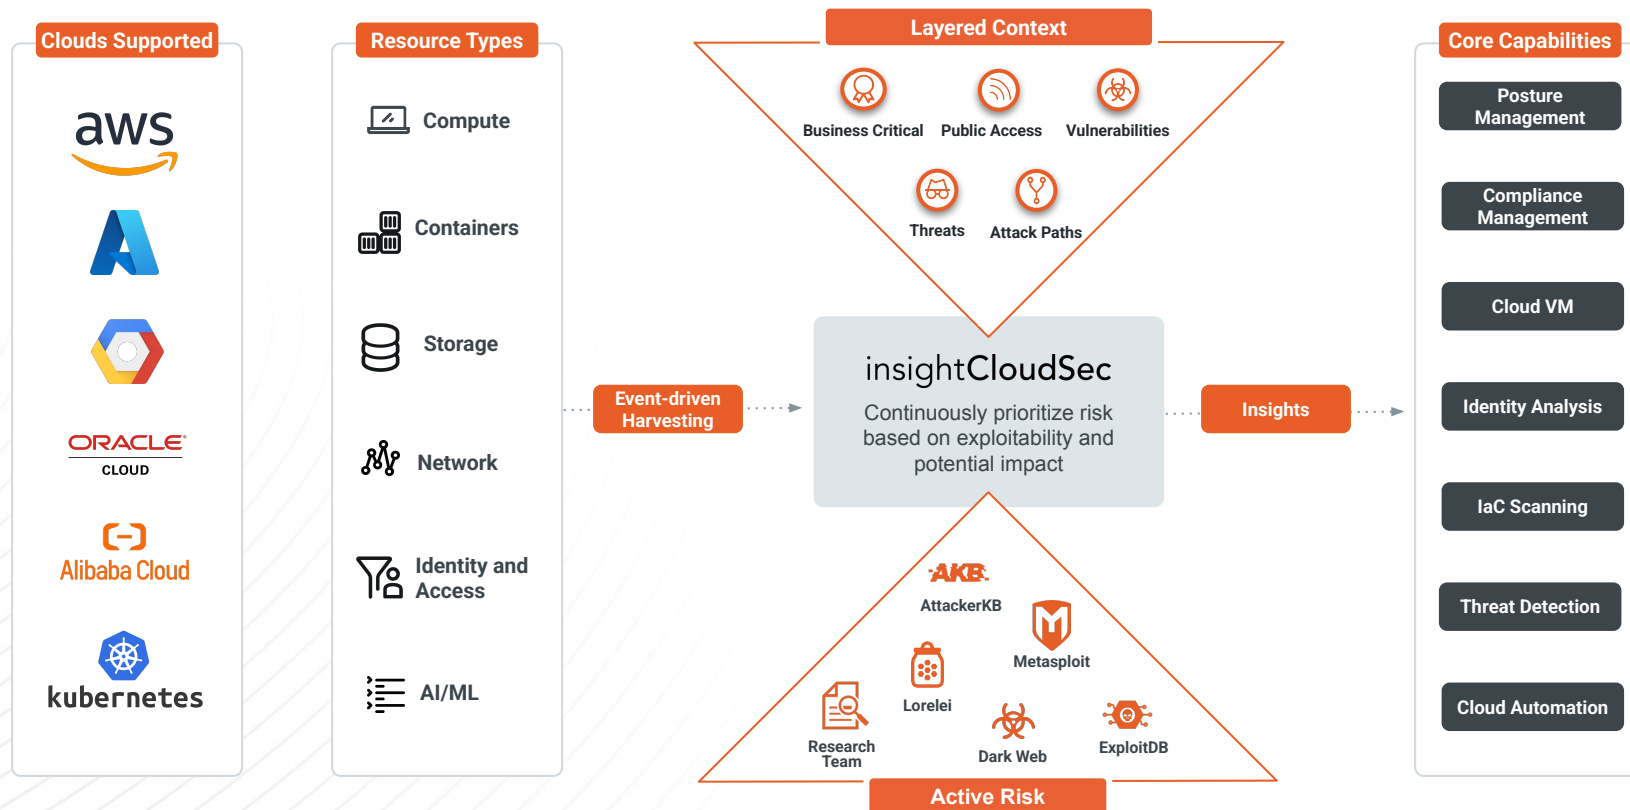 Clouds Supported
aws
ORACLE
CLOUD
Alibaba Cloud
kubernetes
Resource Types
Compute
Containers
Storage
Network
Identity and
Access
AI/ML
Event-driven
Harvesting
Layered Context
Business Critical
Public Access
Vulnerabilities
Threats
Attack Paths
insightCloudSec
Continuously prioritize risk
based on exploitability and
potential impact
AKB
AttackerKB
Metasploit
Lorelei
Research
Team
Dark Web
ExploitDB
Active Risk
Insights
Core Capabilities
Posture
Management
Compliance
Management
Cloud VM
Identity Analysis
IaC Scanning
Threat Detection
Cloud Automation